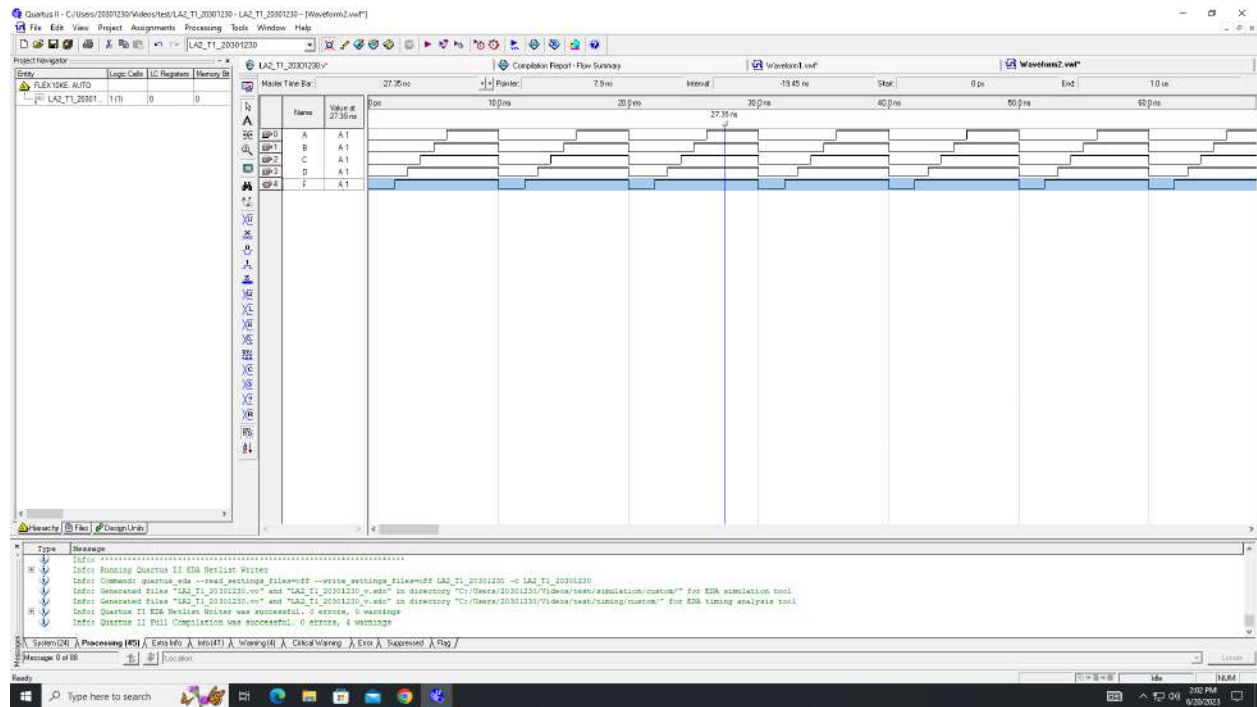 Quartus II - C:/Users/20301230/Videos/test/LA2_T1_20301230 - LA2_T1_20301230 - [Waveform2.vwf*]
File Edit View Project Assignments Processing Tools Window Help
LA2_T1_20301230
Project Navigator
Entity Logic Cells LC Registers Memory Bit
FLEX10KE: AUTO
LA2_T1_20301... 1 (1) 0 0
LA2_T1_20301230.v* Compilation Report - Flow Summary Waveform1.vwf* Waveform2.vwf*
Master Time Bar: 27.35 ns Pointer: 7.9 ns Interval: -19.45 ns Start: 0 ps End: 1.0 us
Name Value at 27.35 ns
0 ps 10.0 ns 20.0 ns 30.0 ns 40.0 ns 50.0 ns 60.0 ns
27.35 ns
0 A A 1
1 B A 1
2 C A 1
3 D A 1
4 F A 1
Hierarchy Files Design Units
Type Message
Info: *******************************************************************
Info: Running Quartus II EDA Netlist Writer
Info: Command: quartus_eda --read_settings_files=off --write_settings_files=off LA2_T1_20301230 -c LA2_T1_20301230
Info: Generated files "LA2_T1_20301230.vo" and "LA2_T1_20301230_v.sdo" in directory "C:/Users/20301230/Videos/test/simulation/custom/" for EDA simulation tool
Info: Generated files "LA2_T1_20301230.vo" and "LA2_T1_20301230_v.sdo" in directory "C:/Users/20301230/Videos/test/timing/custom/" for EDA timing analysis tool
Info: Quartus II EDA Netlist Writer was successful. 0 errors, 0 warnings
Info: Quartus II Full Compilation was successful. 0 errors, 4 warnings
System (24) Processing (45) Extra Info Info (41) Warning (4) Critical Warning Error Suppressed Flag
Messages
Message: 0 of 88 Location: Locate
Ready Idle NUM
Type here to search
2:02 PM
6/20/2023